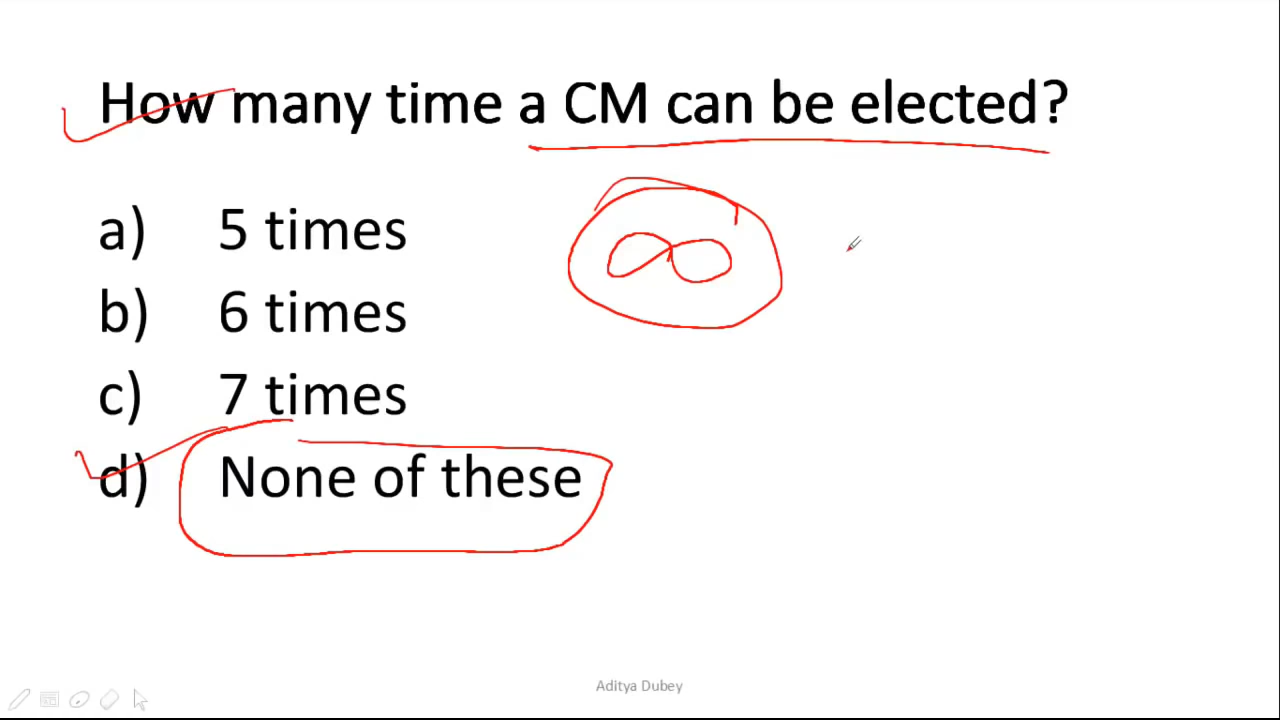 How many time a CM can be elected?
a) 5 times
∞
b) 6 times
c) 7 times
d) None of these
Aditya Dubey